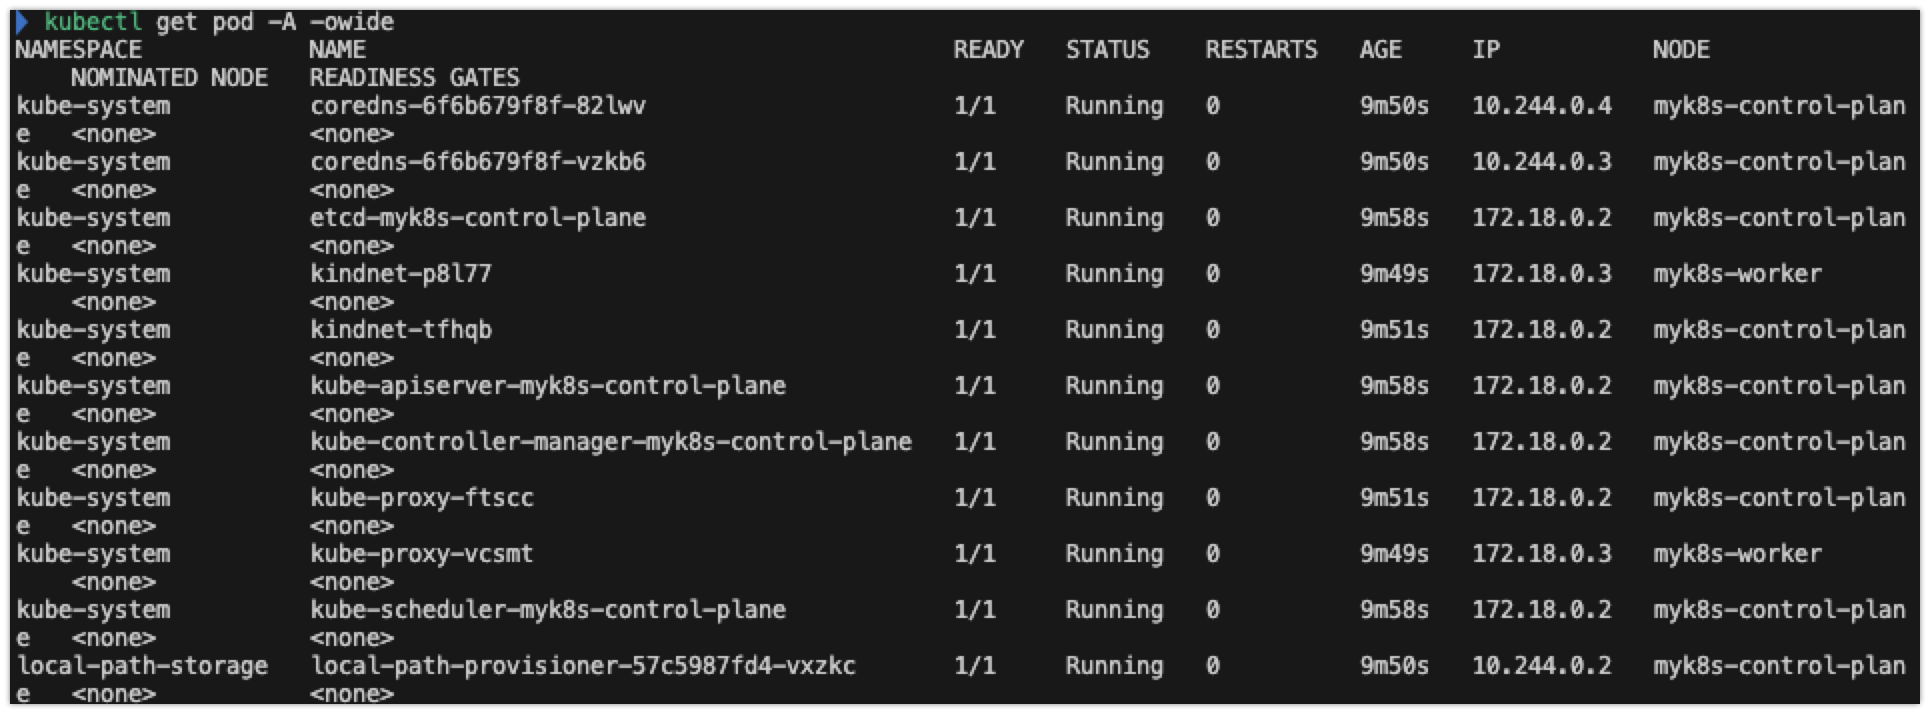 kubectl get pod -A -owide
NAMESPACE NAME READY STATUS RESTARTS AGE IP NODE
NOMINATED NODE READINESS GATES
kube-system coredns-6f6b679f8f-82lwv 1/1 Running 0 9m50s 10.244.0.4 myk8s-control-plan
e <none> <none>
kube-system coredns-6f6b679f8f-vzkb6 1/1 Running 0 9m50s 10.244.0.3 myk8s-control-plan
e <none> <none>
kube-system etcd-myk8s-control-plane 1/1 Running 0 9m58s 172.18.0.2 myk8s-control-plan
e <none> <none>
kube-system kindnet-p8l77 1/1 Running 0 9m49s 172.18.0.3 myk8s-worker
<none> <none>
kube-system kindnet-tfhqb 1/1 Running 0 9m51s 172.18.0.2 myk8s-control-plan
e <none> <none>
kube-system kube-apiserver-myk8s-control-plane 1/1 Running 0 9m58s 172.18.0.2 myk8s-control-plan
e <none> <none>
kube-system kube-controller-manager-myk8s-control-plane 1/1 Running 0 9m58s 172.18.0.2 myk8s-control-plan
e <none> <none>
kube-system kube-proxy-ftscc 1/1 Running 0 9m51s 172.18.0.2 myk8s-control-plan
e <none> <none>
kube-system kube-proxy-vcsmt 1/1 Running 0 9m49s 172.18.0.3 myk8s-worker
<none> <none>
kube-system kube-scheduler-myk8s-control-plane 1/1 Running 0 9m58s 172.18.0.2 myk8s-control-plan
e <none> <none>
local-path-storage local-path-provisioner-57c5987fd4-vxzkc 1/1 Running 0 9m50s 10.244.0.2 myk8s-control-plan
e <none> <none>